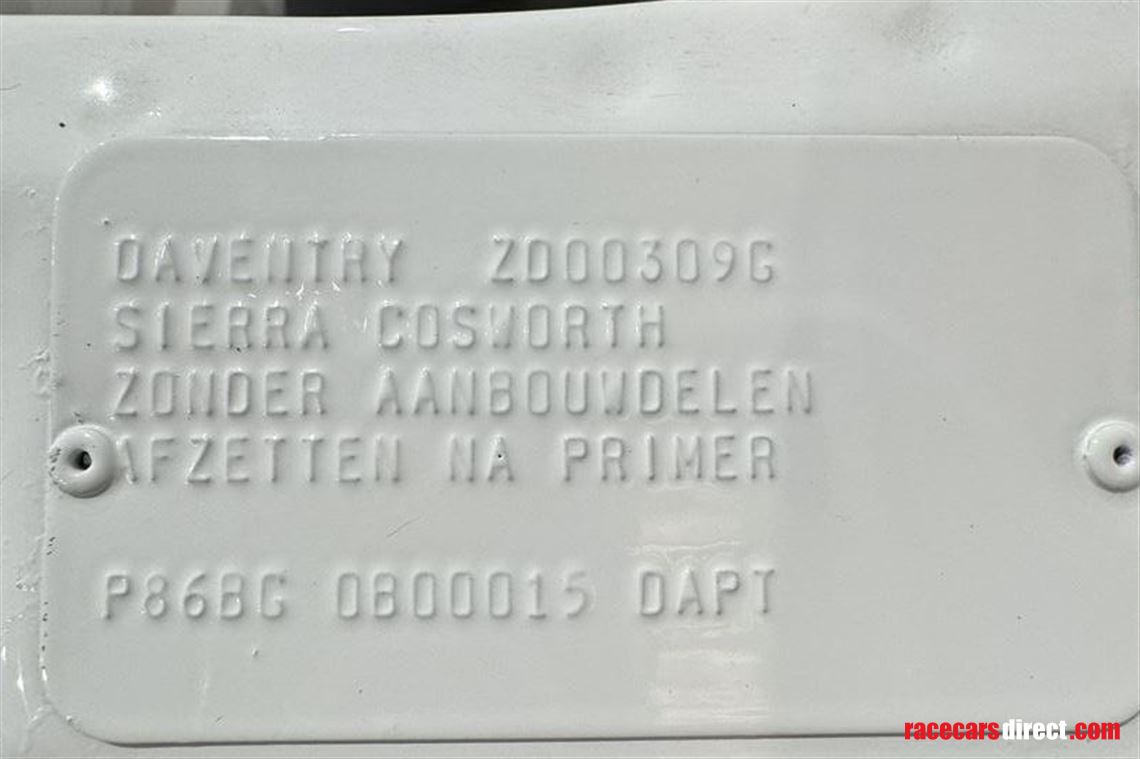 DAVENTRY ZD00309G
SIERRA COSWORTH
ZONDER AANBOUWDELEN
AFZETTEN NA PRIMER
P86BG 0B00015 DAPT
racecarsdirect.com